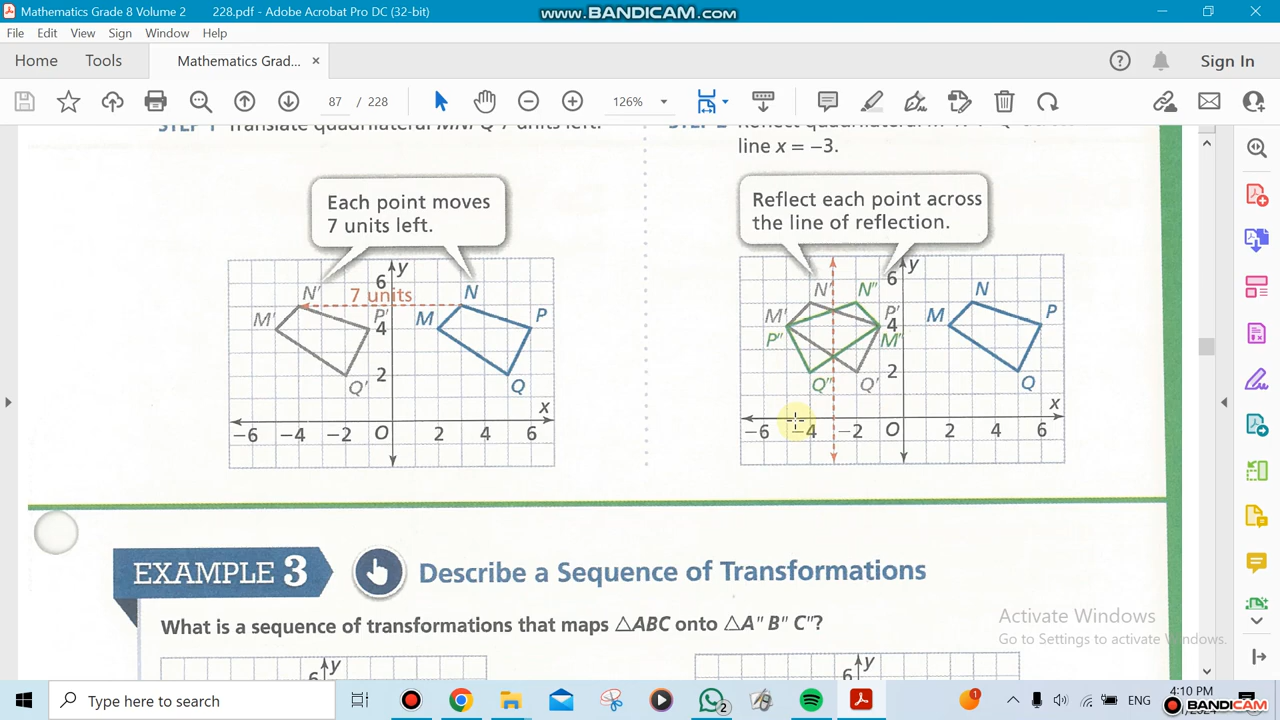 Mathematics Grade 8 Volume 2 228.pdf - Adobe Acrobat Pro DC (32-bit)
www.BANDICAM.com
File Edit View Sign Window Help
Home Tools Mathematics Grad... × Sign In
87 / 228 126%
line x = −3.
Each point moves
7 units left.
Reflect each point across
the line of reflection.
6 y
N' 7 units N
M' P' M P
4
2
Q' Q
x
−6 −4 −2 O 2 4 6
6 y
N' N" N
M' P' M P
4
P" M"
2
Q" Q' Q
x
−6 −4 −2 O 2 4 6
EXAMPLE 3 Describe a Sequence of Transformations
What is a sequence of transformations that maps △ABC onto △A" B" C"?
6 y
6 y
Activate Windows
Go to Settings to activate Windows.
Type here to search
2
1
ENG
4:10 PM
BANDICAM